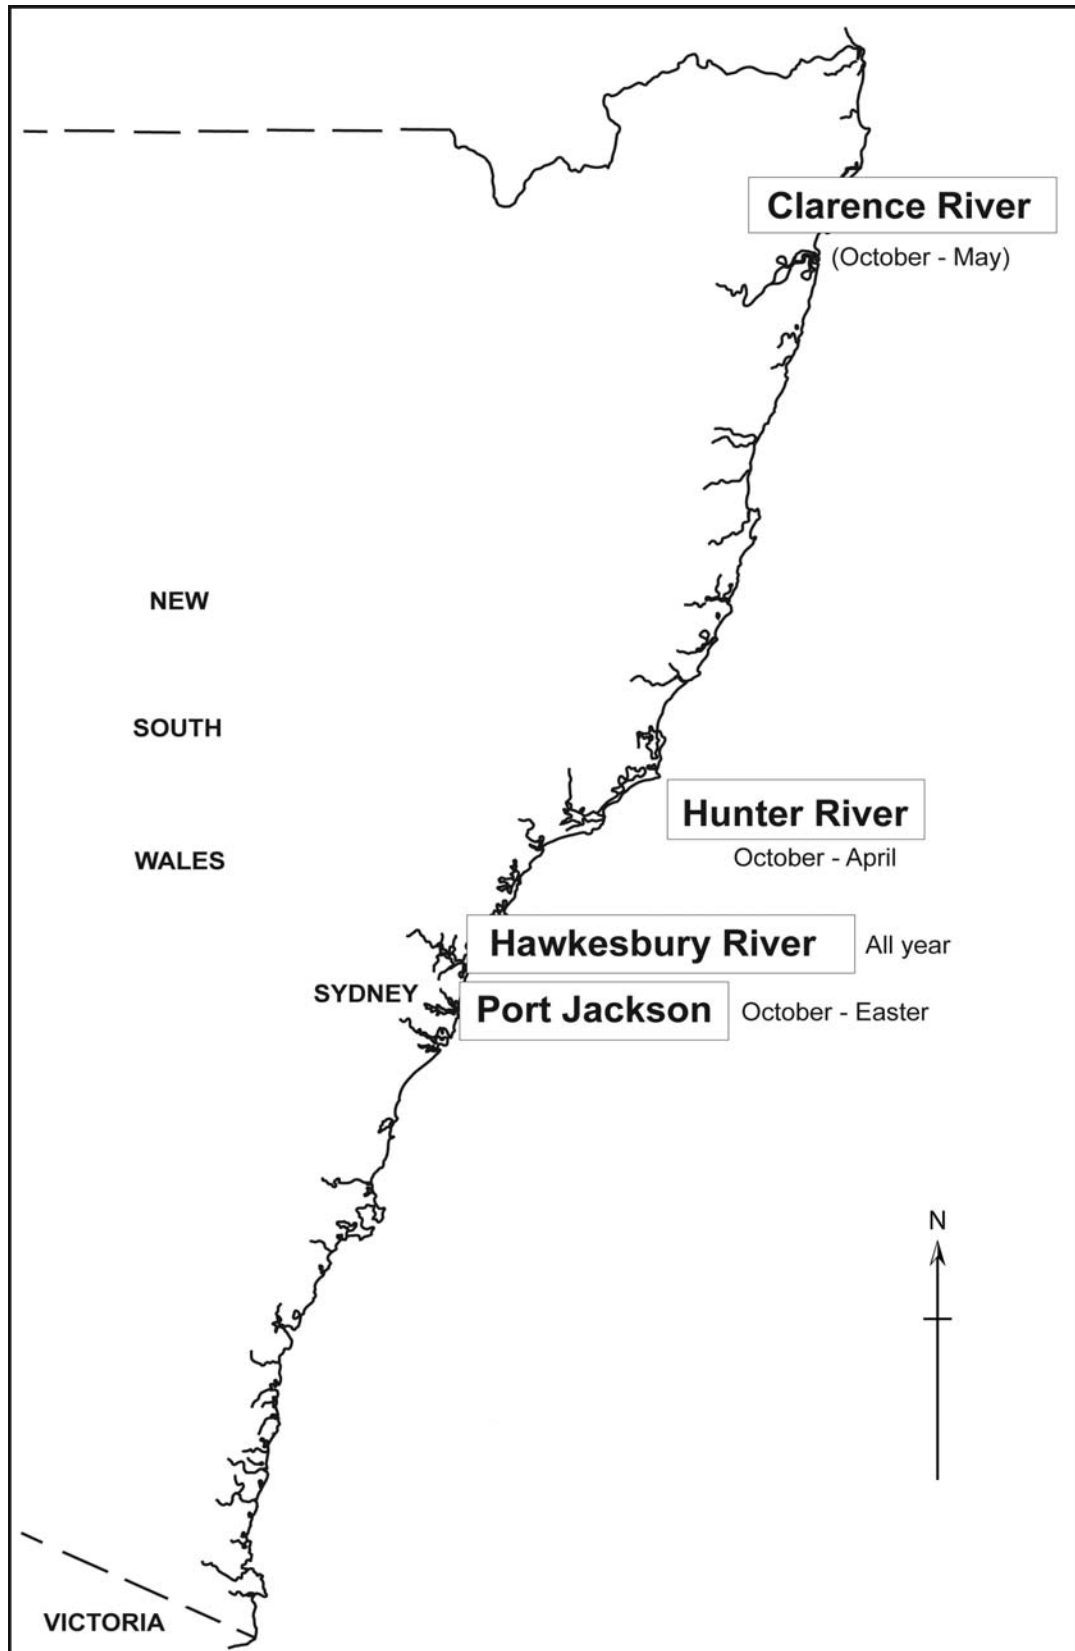 Clarence River
(October - May)
NEW
SOUTH
Hunter River
WALES
October - April
Hawkesbury River
All year
SYDNEY
Port Jackson
October - Easter
N
VICTORIA